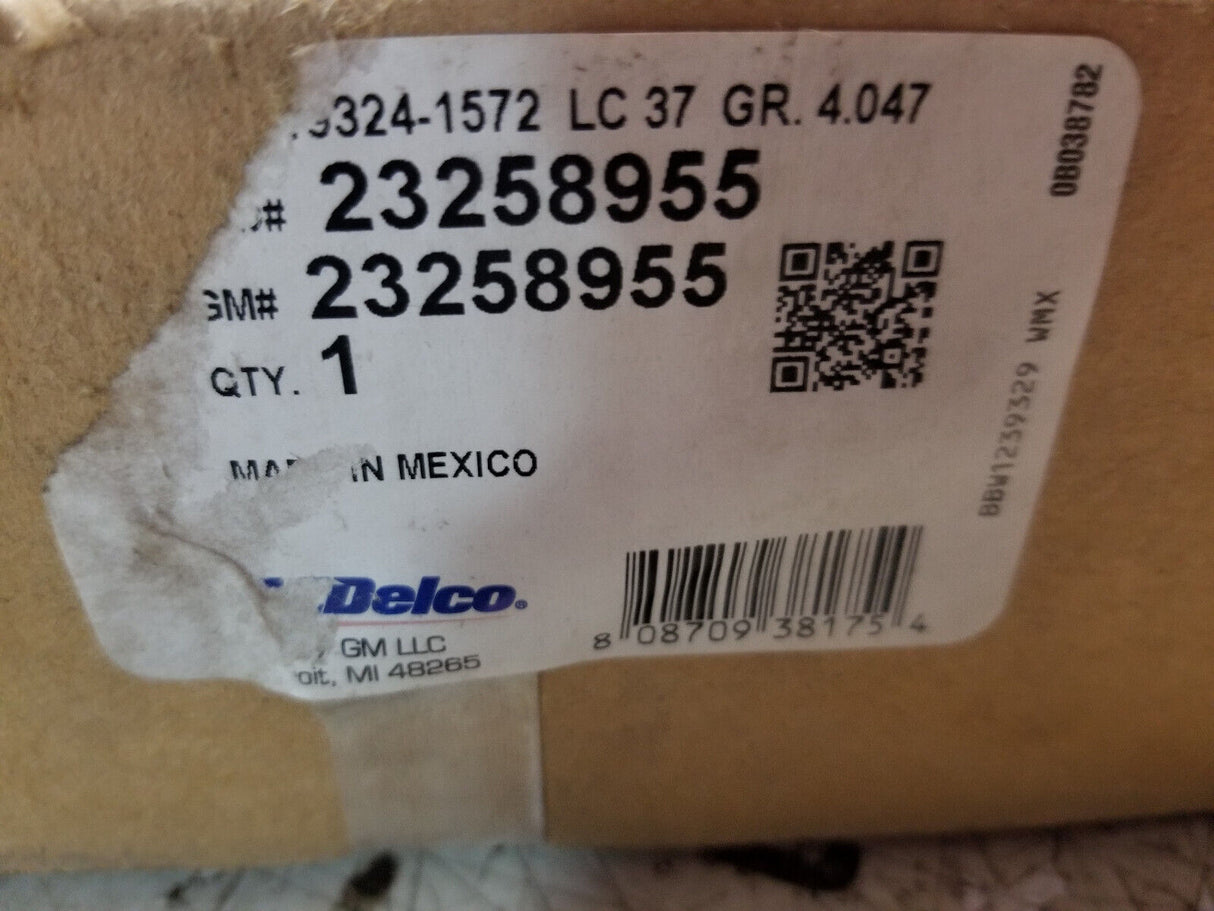 9324-1572 LC 37 GR. 4.047
23258955
GM# 23258955
QTY. 1
IN MEXICO
Delco®
GM LLC
MI 48265
8 08709 38175 4
0B038782
BBW1239329 WMX